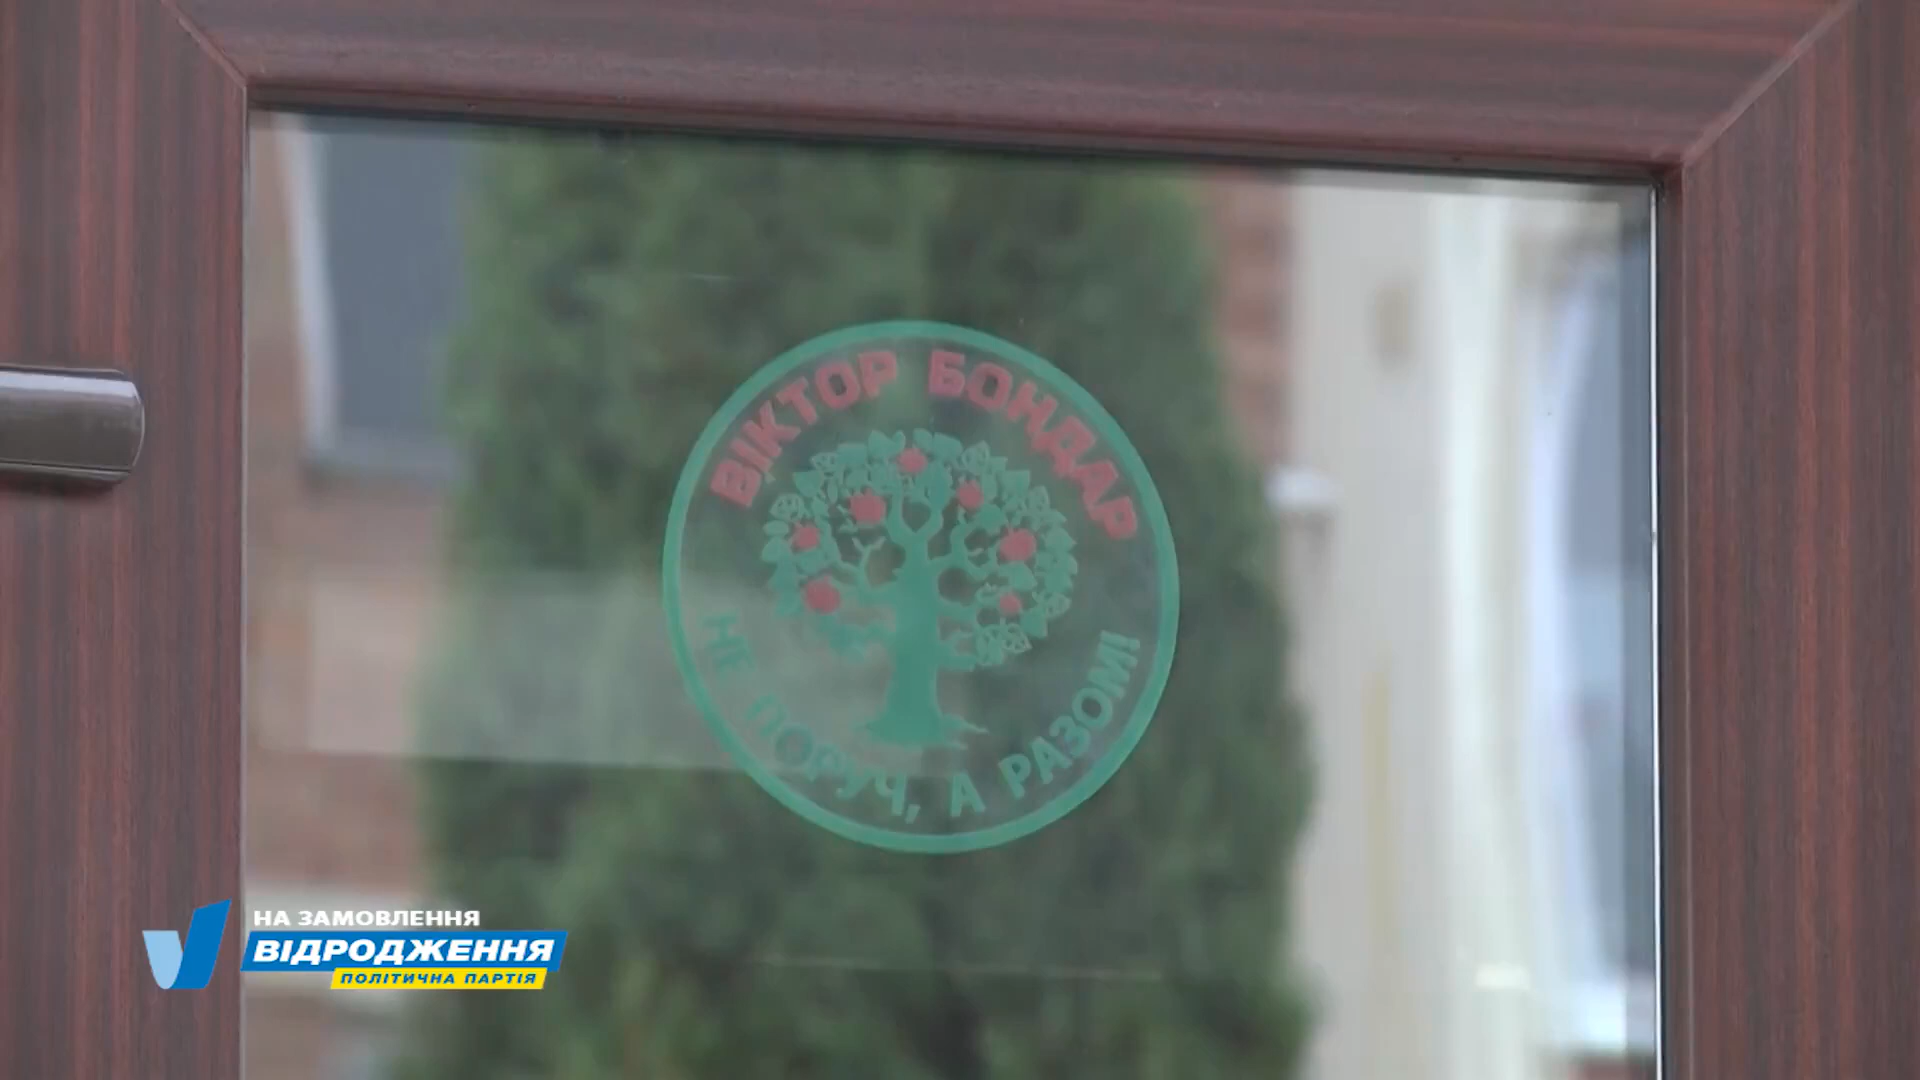 ВІКТОР БОНДАР
НЕ ПОРУЧ, А РАЗОМ!
НА ЗАМОВЛЕННЯ
ВІДРОДЖЕННЯ
ПОЛІТИЧНА ПАРТІЯ